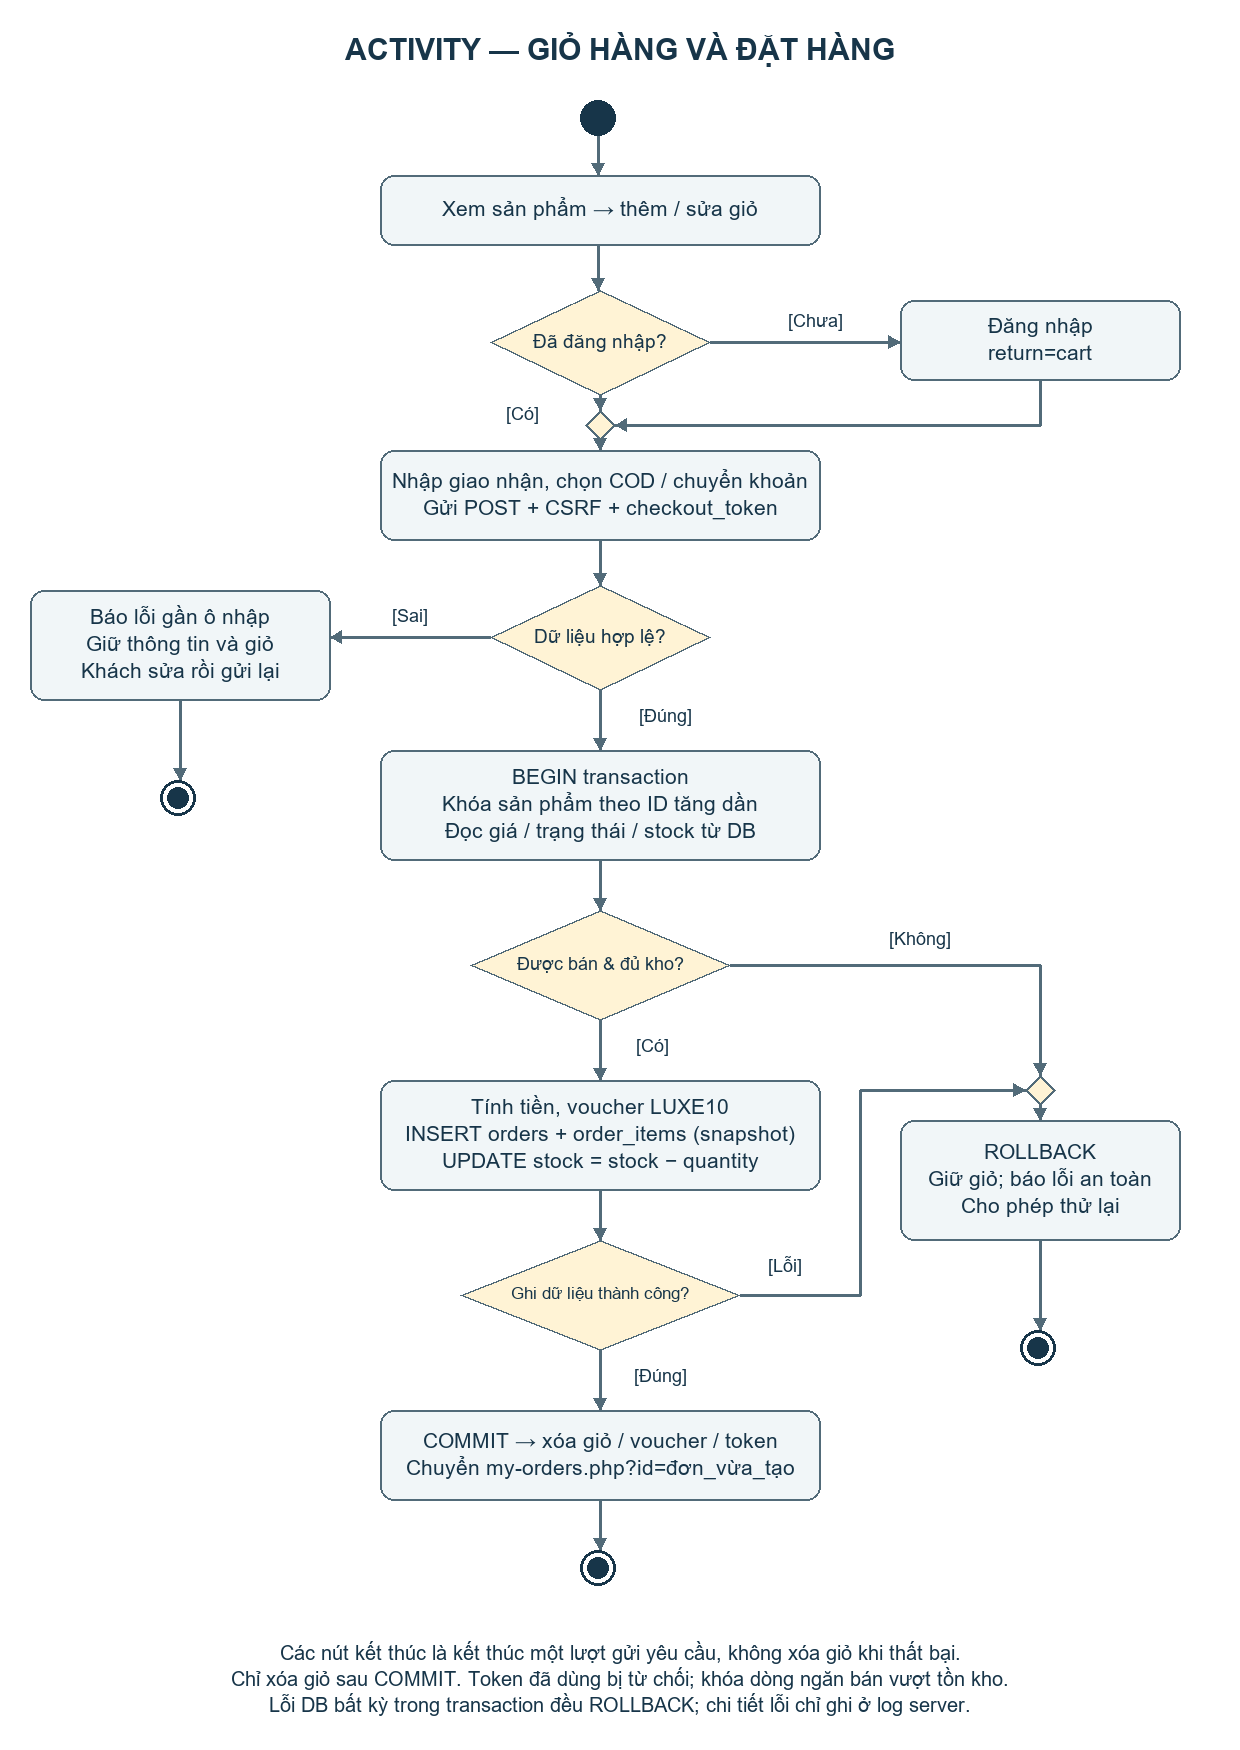 ACTIVITY — GIỎ HÀNG VÀ ĐẶT HÀNG
Xem sản phẩm → thêm / sửa giỏ
Đã đăng nhập?
[Chưa]
Đăng nhập
return=cart
[Có]
Nhập giao nhận, chọn COD / chuyển khoản
Gửi POST + CSRF + checkout_token
Dữ liệu hợp lệ?
[Sai]
Báo lỗi gần ô nhập
Giữ thông tin và giỏ
Khách sửa rồi gửi lại
[Đúng]
BEGIN transaction
Khóa sản phẩm theo ID tăng dần
Đọc giá / trạng thái / stock từ DB
Được bán & đủ kho?
[Không]
[Có]
Tính tiền, voucher LUXE10
INSERT orders + order_items (snapshot)
UPDATE stock = stock − quantity
ROLLBACK
Giữ giỏ; báo lỗi an toàn
Cho phép thử lại
Ghi dữ liệu thành công?
[Lỗi]
[Đúng]
COMMIT → xóa giỏ / voucher / token
Chuyển my-orders.php?id=đơn_vừa_tạo
Các nút kết thúc là kết thúc một lượt gửi yêu cầu, không xóa giỏ khi thất bại.
Chỉ xóa giỏ sau COMMIT. Token đã dùng bị từ chối; khóa dòng ngăn bán vượt tồn kho.
Lỗi DB bất kỳ trong transaction đều ROLLBACK; chi tiết lỗi chỉ ghi ở log server.